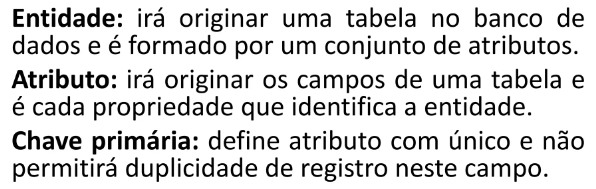 Entidade: irá originar uma tabela no banco de
dados e é formado por um conjunto de atributos.
Atributo: irá originar os campos de uma tabela e
é cada propriedade que identifica a entidade.
Chave primária: define atributo com único e não
permitirá duplicidade de registro neste campo.